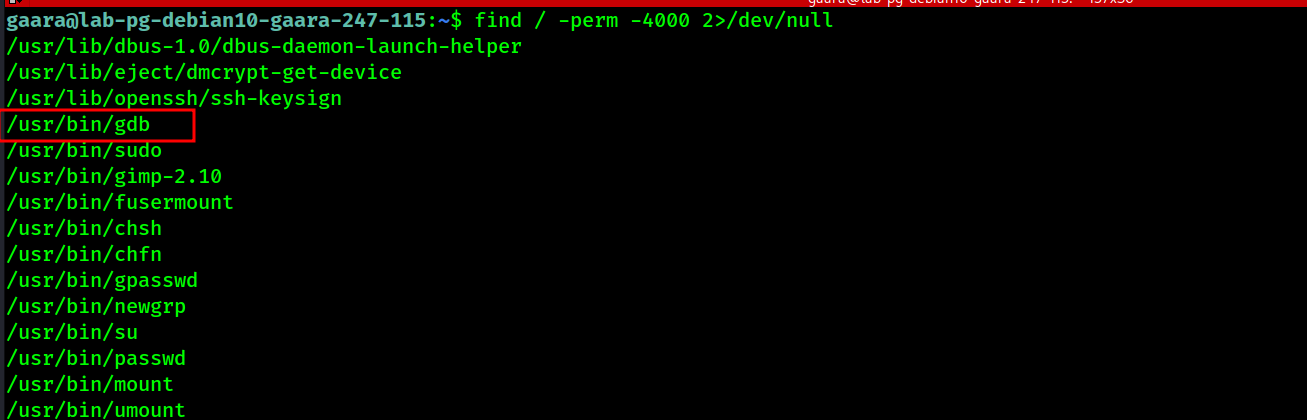 gaara@lab-pg-debian10-gaara-247-115:~$ find / -perm -4000 2>/dev/null
/usr/lib/dbus-1.0/dbus-daemon-launch-helper
/usr/lib/eject/dmcrypt-get-device
/usr/lib/openssh/ssh-keysign
/usr/bin/gdb
/usr/bin/sudo
/usr/bin/gimp-2.10
/usr/bin/fusermount
/usr/bin/chsh
/usr/bin/chfn
/usr/bin/gpasswd
/usr/bin/newgrp
/usr/bin/su
/usr/bin/passwd
/usr/bin/mount
/usr/bin/umount